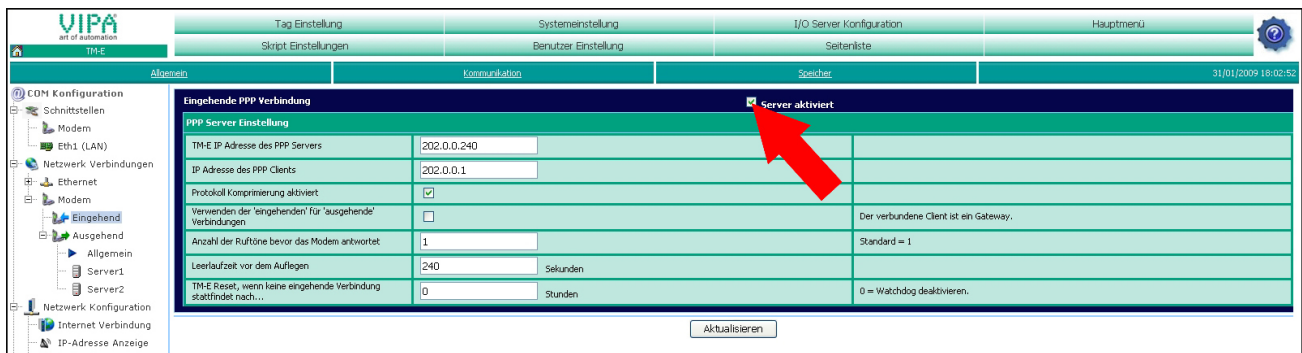 VIPA
art of automation
TM-E
Tag Einstellung
Systemeinstellung
I/O Server Konfiguration
Hauptmenü
Skript Einstellungen
Benutzer Einstellung
Seitenliste
Allgemein
Kommunikation
Speicher
31/01/2009 18:02:52
COM Konfiguration
Schnittstellen
Modem
Eth1 (LAN)
Netzwerk Verbindungen
Ethernet
Modem
Eingehend
Ausgehend
Allgemein
Server1
Server2
Netzwerk Konfiguration
Internet Verbindung
IP-Adresse Anzeige
Eingehende PPP Verbindung
Server aktiviert
PPP Server Einstellung
TM-E IP Adresse des PPP Servers
202.0.0.240
IP Adresse des PPP Clients
202.0.0.1
Protokoll Komprimierung aktiviert
Verwenden der 'eingehenden' für 'ausgehende'
Verbindungen
Der verbundene Client ist ein Gateway.
Anzahl der Ruftöne bevor das Modem antwortet
1
Standard = 1
Leerlaufzeit vor dem Auflegen
240
Sekunden
TM-E Reset, wenn keine eingehende Verbindung
stattfindet nach...
0
Stunden
0 = Watchdog deaktivieren.
Aktualisieren